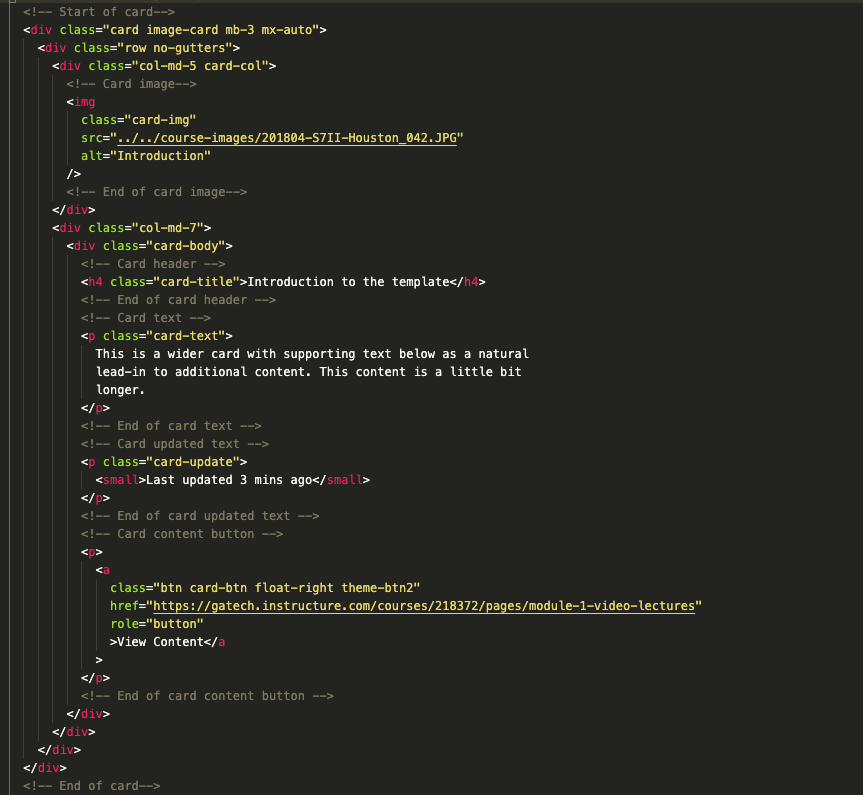 <!-- Start of card-->
<div class="card image-card mb-3 mx-auto">
<div class="row no-gutters">
<div class="col-md-5 card-col">
<!-- Card image-->
<img
class="card-img"
src="../../course-images/201804-S7II-Houston_042.JPG"
alt="Introduction"
/>
<!-- End of card image-->
</div>
<div class="col-md-7">
<div class="card-body">
<!-- Card header -->
<h4 class="card-title">Introduction to the template</h4>
<!-- End of card header -->
<!-- Card text -->
<p class="card-text">
This is a wider card with supporting text below as a natural
lead-in to additional content. This content is a little bit
longer.
</p>
<!-- End of card text -->
<!-- Card updated text -->
<p class="card-update">
<small>Last updated 3 mins ago</small>
</p>
<!-- End of card updated text -->
<!-- Card content button -->
<p>
<a
class="btn card-btn float-right theme-btn2"
href="https://gatech.instructure.com/courses/218372/pages/module-1-video-lectures"
role="button"
>View Content</a
>
</p>
<!-- End of card content button -->
</div>
</div>
</div>
</div>
<!-- End of card-->